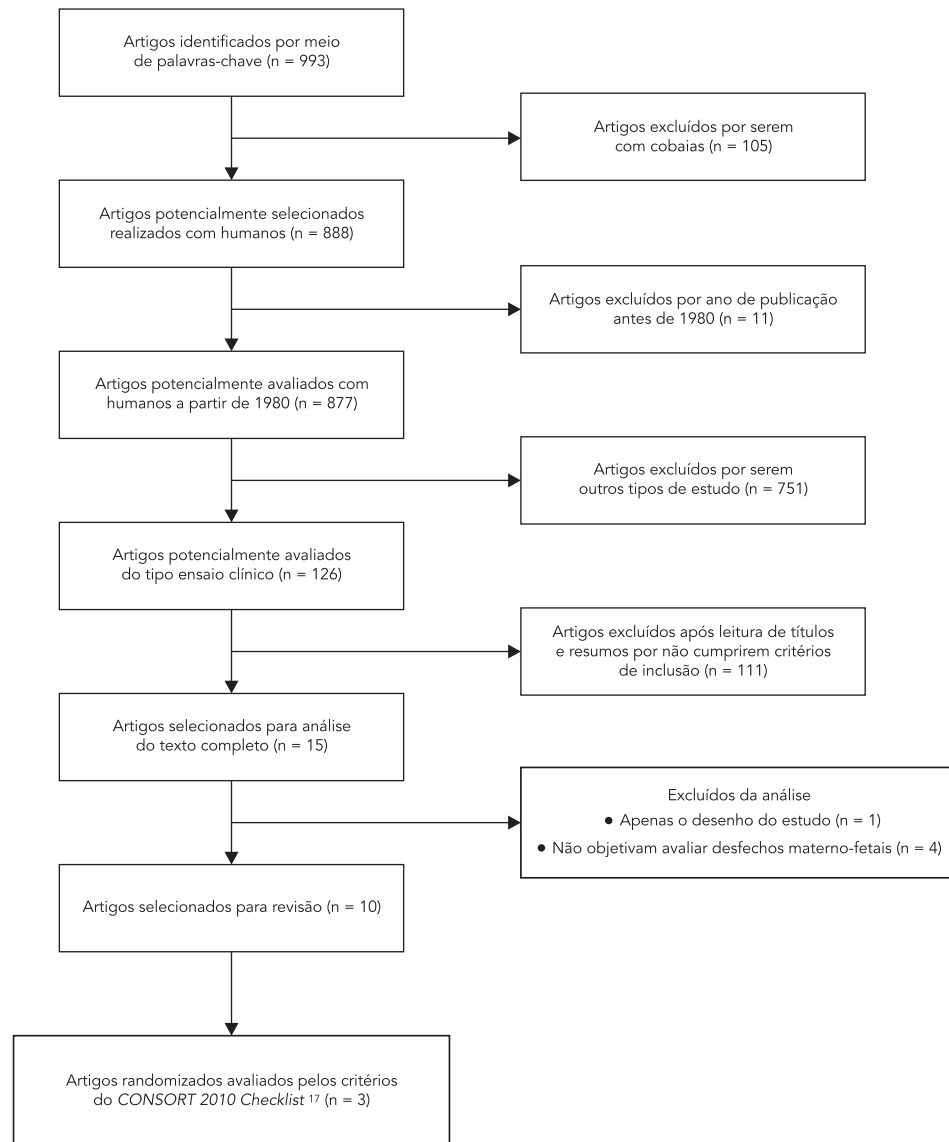 Artigos identificados por meio
de palavras-chave (n = 993)
Artigos excluídos por serem
com cobaias (n = 105)
Artigos potencialmente selecionados
realizados com humanos (n = 888)
Artigos excluídos por ano de publicação
antes de 1980 (n = 11)
Artigos potencialmente avaliados com
humanos a partir de 1980 (n = 877)
Artigos excluídos por serem
outros tipos de estudo (n = 751)
Artigos potencialmente avaliados
do tipo ensaio clínico (n = 126)
Artigos excluídos após leitura de títulos
e resumos por não cumprirem critérios
de inclusão (n = 111)
Artigos selecionados para análise
do texto completo (n = 15)
Excluídos da análise
• Apenas o desenho do estudo (n = 1)
• Não objetivam avaliar desfechos materno-fetais (n = 4)
Artigos selecionados para revisão (n = 10)
Artigos randomizados avaliados pelos critérios
do CONSORT 2010 Checklist 17 (n = 3)